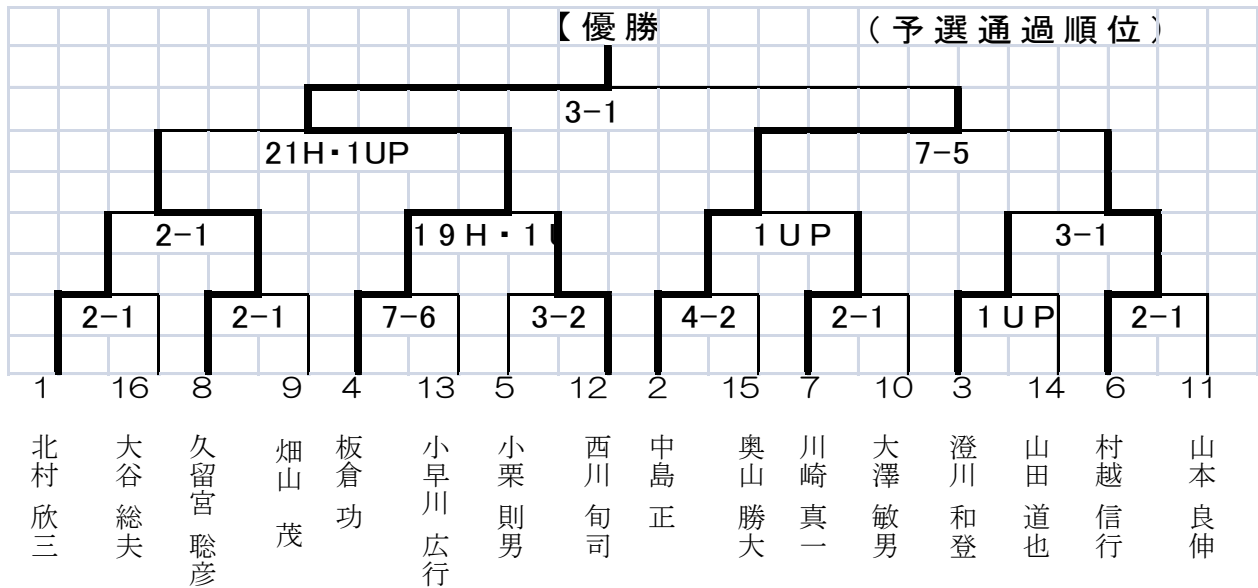 【優勝
(予選通過順位)
3-1
21H・1UP
7-5
2-1
19H・1U
1UP
3-1
2-1
2-1
7-6
3-2
4-2
2-1
1UP
2-1
1 16 8 9 4 13 5 12 2 15 7 10 3 14 6 11
北村 欣三
大谷 総夫
久留宮 聡彦
畑山 茂
板倉 功
小早川 広行
小栗 則男
西川 旬司
中島 正
奥山 勝大
川崎 真一
大澤 敏男
澄川 和登
山田 道也
村越 信行
山本 良伸